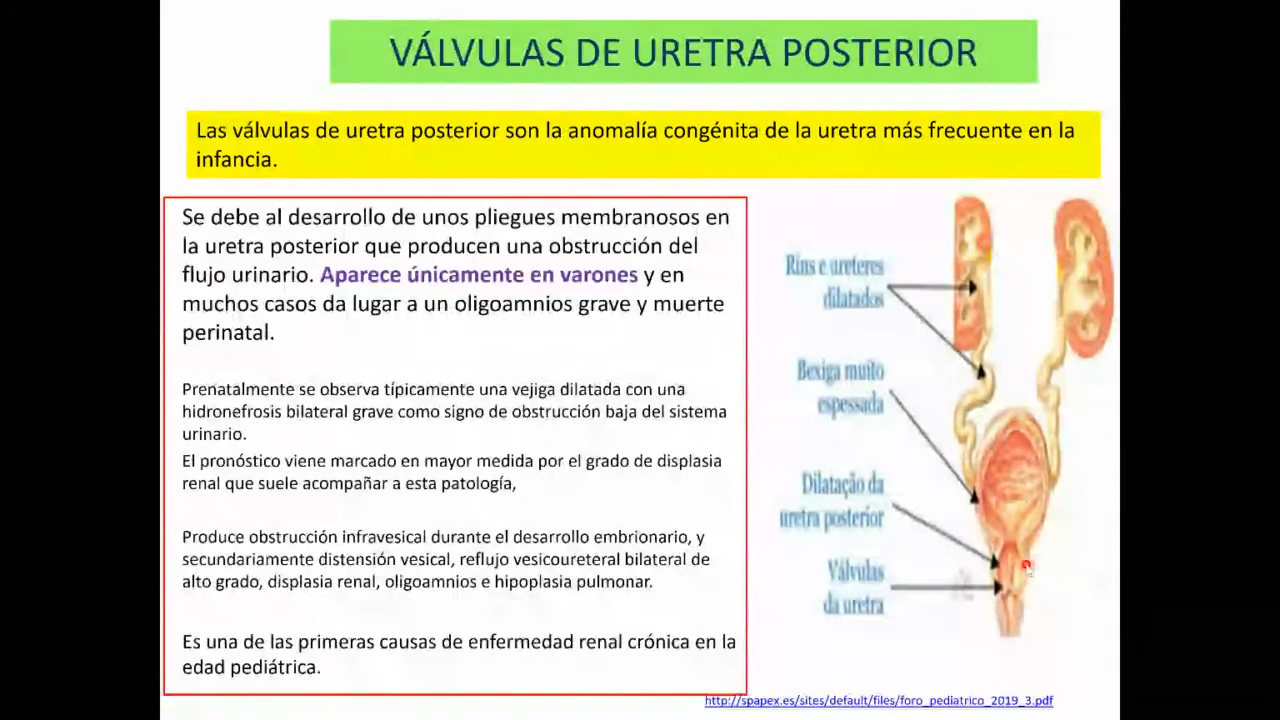 VÁLVULAS DE URETRA POSTERIOR
Las válvulas de uretra posterior son la anomalía congénita de la uretra más frecuente en la
infancia.
Se debe al desarrollo de unos pliegues membranosos en
la uretra posterior que producen una obstrucción del
flujo urinario. Aparece únicamente en varones y en
muchos casos da lugar a un oligoamnios grave y muerte
perinatal.
Prenatalmente se observa típicamente una vejiga dilatada con una
hidronefrosis bilateral grave como signo de obstrucción baja del sistema
urinario.
El pronóstico viene marcado en mayor medida por el grado de displasia
renal que suele acompañar a esta patología,
Produce obstrucción infravesical durante el desarrollo embrionario, y
secundariamente distensión vesical, reflujo vesicoureteral bilateral de
alto grado, displasia renal, oligoamnios e hipoplasia pulmonar.
Es una de las primeras causas de enfermedad renal crónica en la
edad pediátrica.
Rins e ureteres
dilatados
Bexiga muito
espessada
Dilatação da
uretra posterior
Válvulas
da uretra
http://spapex.es/sites/default/files/foro_pediatrico_2019_3.pdf